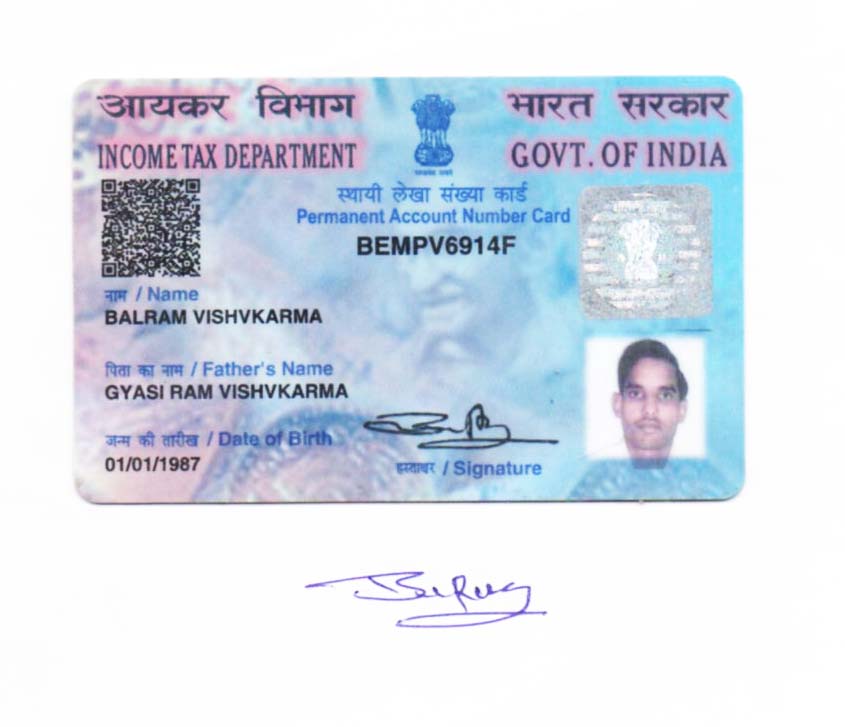 आयकर विभाग
भारत सरकार
INCOME TAX DEPARTMENT
GOVT. OF INDIA
स्थायी लेखा संख्या कार्ड
Permanent Account Number Card
BEMPV6914F
नाम / Name
BALRAM VISHVKARMA
पिता का नाम / Father's Name
GYASI RAM VISHVKARMA
जन्म की तारीख / Date of Birth
01/01/1987
हस्ताक्षर / Signature